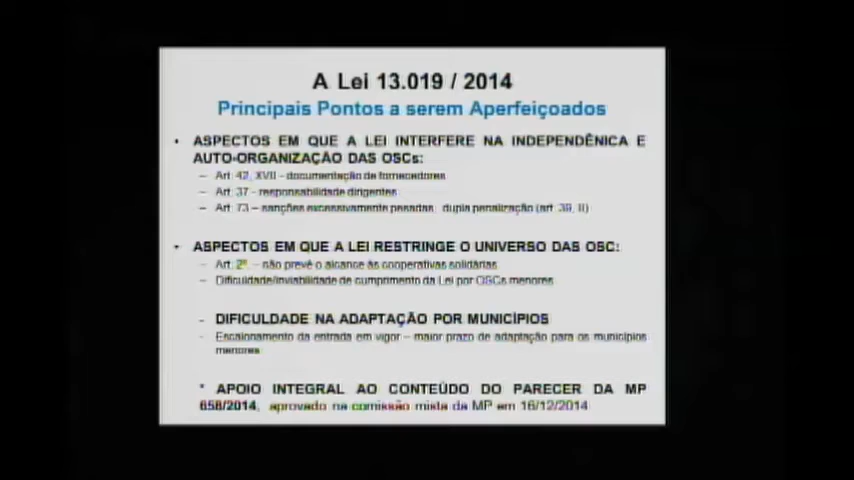 A Lei 13.019 / 2014
Principais Pontos a serem Aperfeiçoados
• ASPECTOS EM QUE A LEI INTERFERE NA INDEPENDÊNICA E
AUTO-ORGANIZAÇÃO DAS OSCs:
– Art. 42, XVII - documentação de fornecedores
– Art. 37 - responsabilidade dirigentes
– Art. 73 – sanções excessivamente pesadas, dupla penalização (art. 39, II)
• ASPECTOS EM QUE A LEI RESTRINGE O UNIVERSO DAS OSC:
– Art. 2º. – não prevê o alcance às cooperativas solidárias
– Dificuldade/inviabilidade de cumprimento da Lei por OSCs menores
- DIFICULDADE NA ADAPTAÇÃO POR MUNICÍPIOS
- Escalonamento da entrada em vigor – maior prazo de adaptação para os municípios
menores
* APOIO INTEGRAL AO CONTEÚDO DO PARECER DA MP
658/2014, aprovado na comissão mista da MP em 16/12/2014